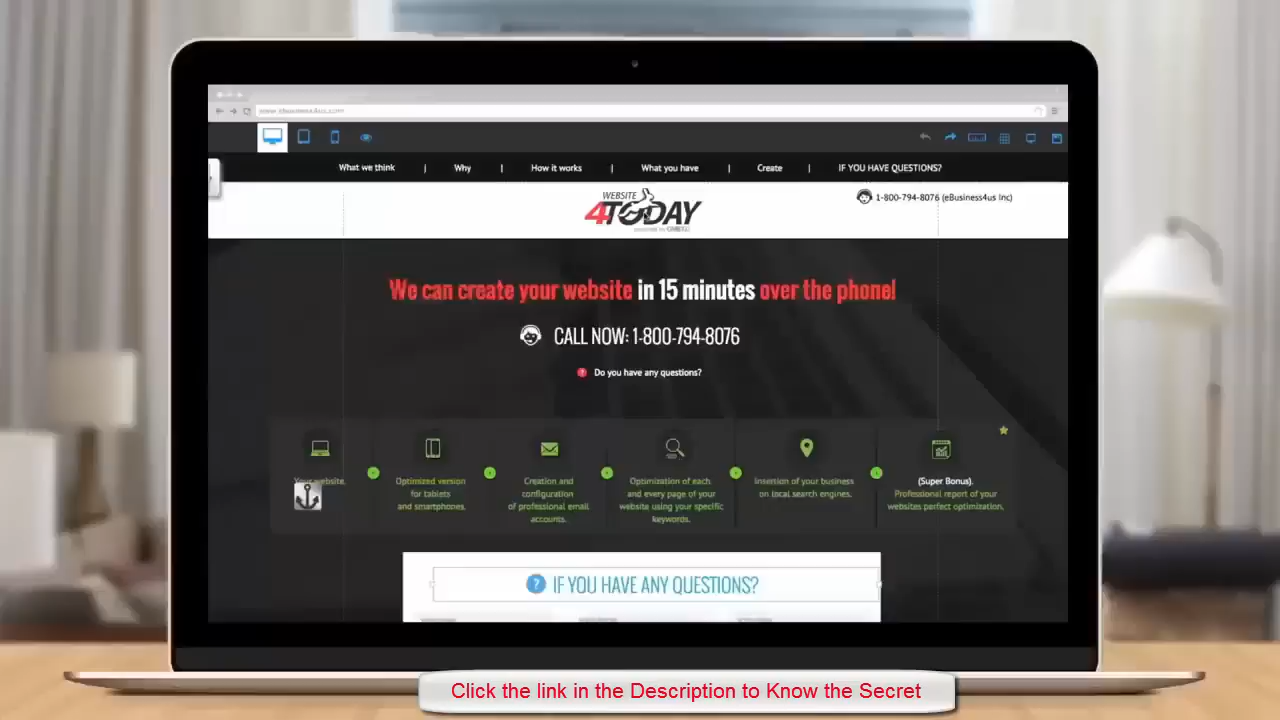 www.ebusiness4us.com
What we think | Why | How it works | What you have | Create | IF YOU HAVE QUESTIONS?
WEBSITE
4TODAY
powered by
1-800-794-8076 (eBusiness4us Inc)
We can create your website in 15 minutes over the phone!
CALL NOW: 1-800-794-8076
? Do you have any questions?
Your website.
Optimized version
for tablets
and smartphones.
Creation and
configuration
of professional email
accounts.
Optimization of each
and every page of your
website using your specific
keywords.
Insertion of your business
on local search engines.
(Super Bonus).
Professional report of your
websites perfect optimization.
? IF YOU HAVE ANY QUESTIONS?
Click the link in the Description to Know the Secret